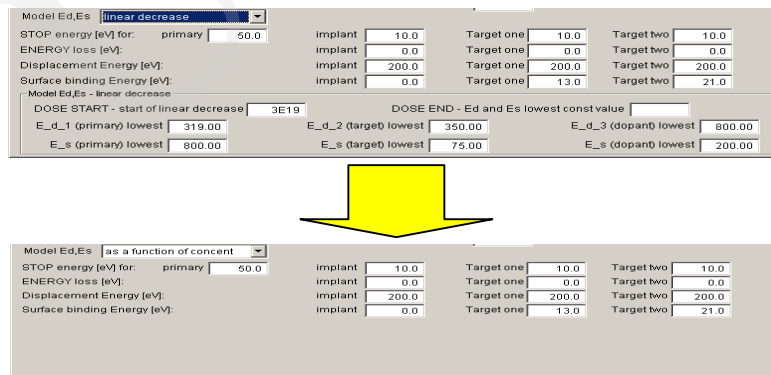 Model Ed,Es linear decrease
STOP energy [eV] for: primary 50.0 implant 10.0 Target one 10.0 Target two 10.0
ENERGY loss [eV]: implant 0.0 Target one 0.0 Target two 0.0
Displacement Energy [eV]: implant 200.0 Target one 200.0 Target two 200.0
Surface binding Energy [eV]: implant 0.0 Target one 13.0 Target two 21.0
Model Ed,Es - linear decrease
DOSE START - start of linear decrease 3E19 DOSE END - Ed and Es lowest const value
E_d_1 (primary) lowest 319.00 E_d_2 (target) lowest 350.00 E_d_3 (dopant) lowest 800.00
E_s (primary) lowest 800.00 E_s (target) lowest 75.00 E_s (dopant) lowest 200.00
Model Ed,Es as a function of concent
STOP energy [eV] for: primary 50.0 implant 10.0 Target one 10.0 Target two 10.0
ENERGY loss [eV]: implant 0.0 Target one 0.0 Target two 0.0
Displacement Energy [eV]: implant 200.0 Target one 200.0 Target two 200.0
Surface binding Energy [eV]: implant 0.0 Target one 13.0 Target two 21.0